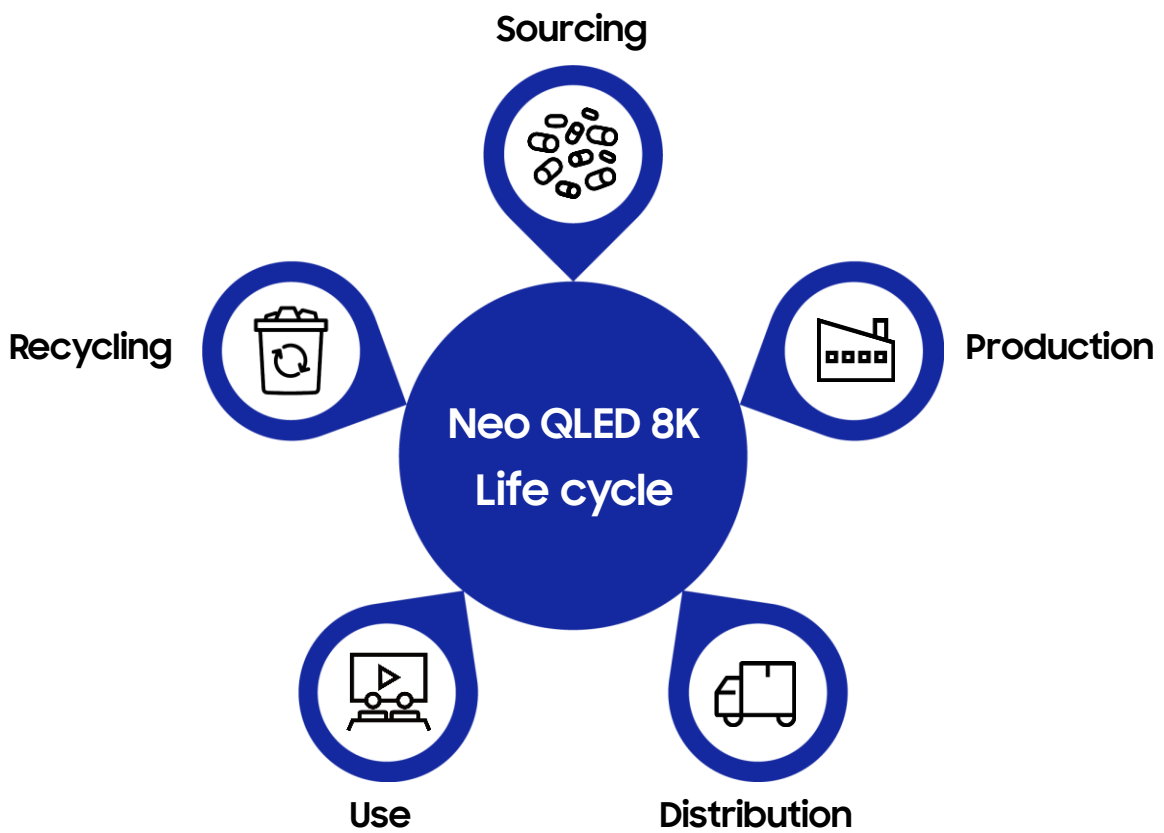 Sourcing
Recycling
Production
Neo QLED 8K
Life cycle
Use
Distribution